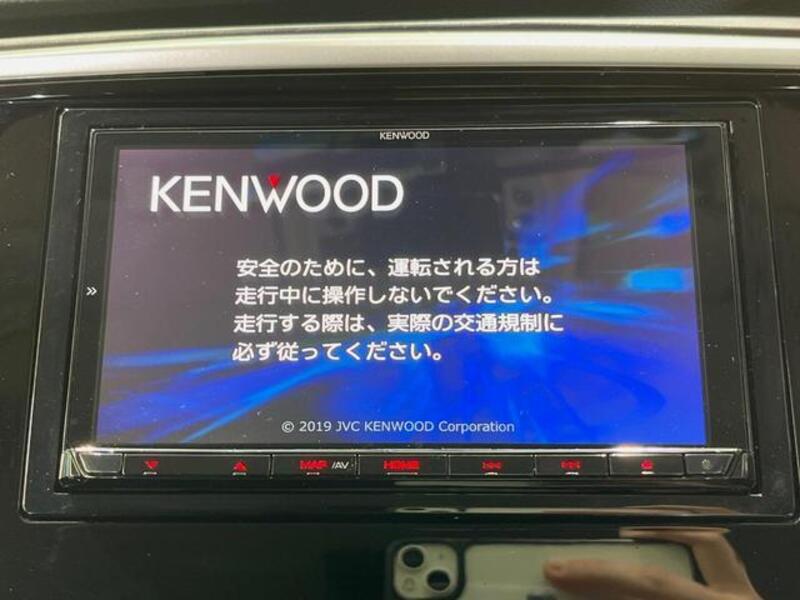 KENWOOD
KENWOOD
安全のために、運転される方は
走行中に操作しないでください。
走行する際は、実際の交通規制に
必ず従ってください。
© 2019 JVC KENWOOD Corporation
MAP /AV HOME